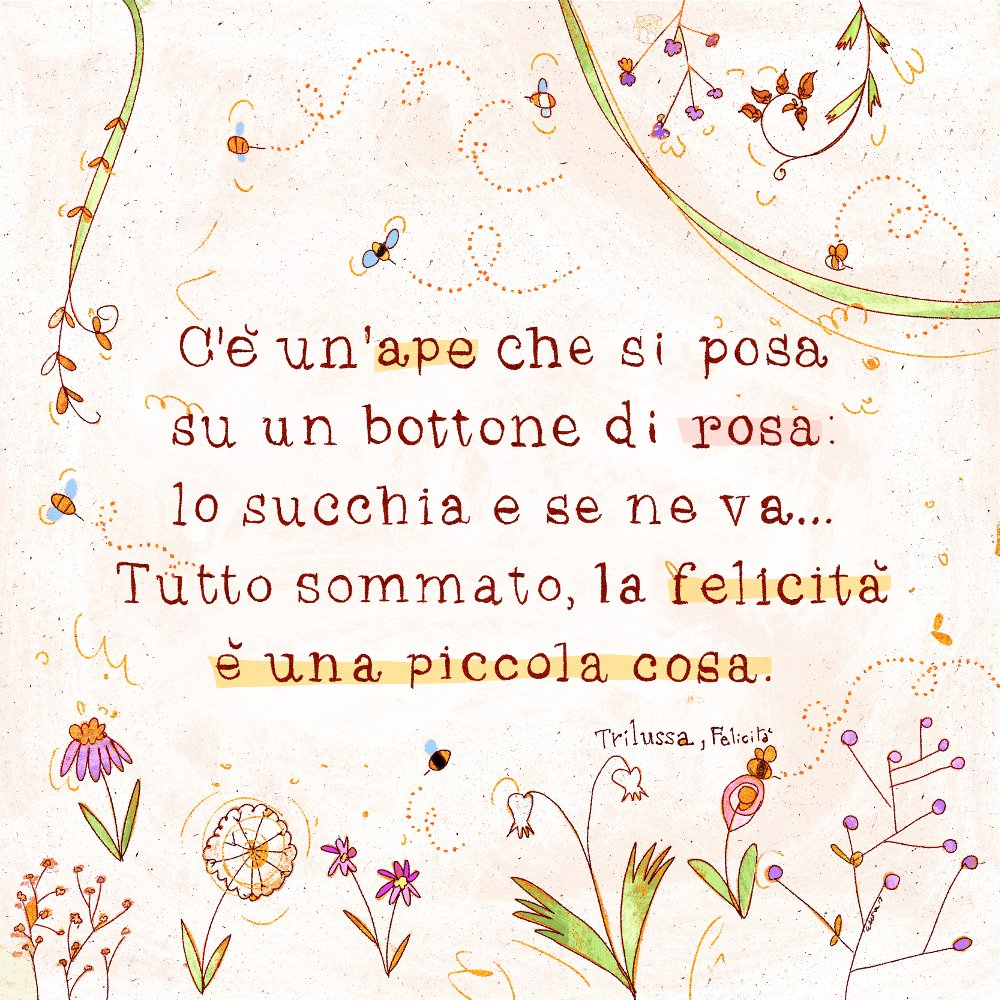 C'è un'ape che si posa
su un bottone di rosa:
lo succhia e se ne va...
Tutto sommato, la felicità
è una piccola cosa.
Trilussa, Felicità